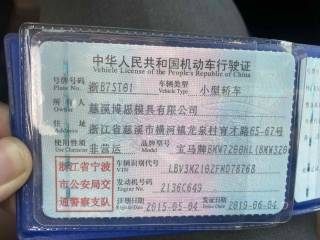 中华人民共和国机动车行驶证
Vehicle License of the People's Republic of China
号牌号码 浙B7ST01 车辆类型 小型轿车
Plate No. Vehicle Type
所有人 慈溪博恩模具有限公司
Owner
住址 浙江省慈溪市横河镇龙泉村育才路65-67号
Address
使用性质 非营运 品牌型号 宝马牌BMW7200HL(BMW320
Use Character Model
浙江省宁波
市公安局交
通警察支队
车辆识别代号
VIN
发动机号码
Engine No.
注册日期 2015-05-04 发证日期 2019-06-04